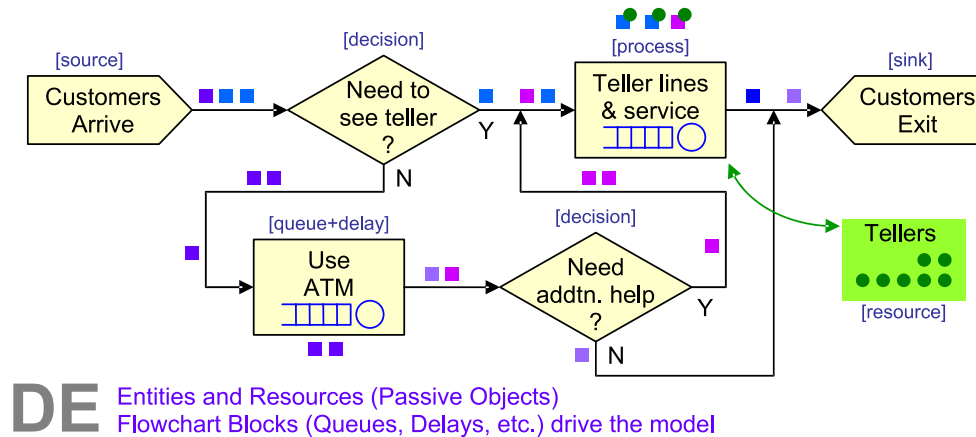 [source]
Customers
Arrive
[decision]
Need to
see teller
?
Y
N
[process]
Teller lines
& service
[sink]
Customers
Exit
[queue+delay]
Use
ATM
[decision]
Need
addtn. help
?
Y
N
Tellers
[resource]
DE
Entities and Resources (Passive Objects)
Flowchart Blocks (Queues, Delays, etc.) drive the model